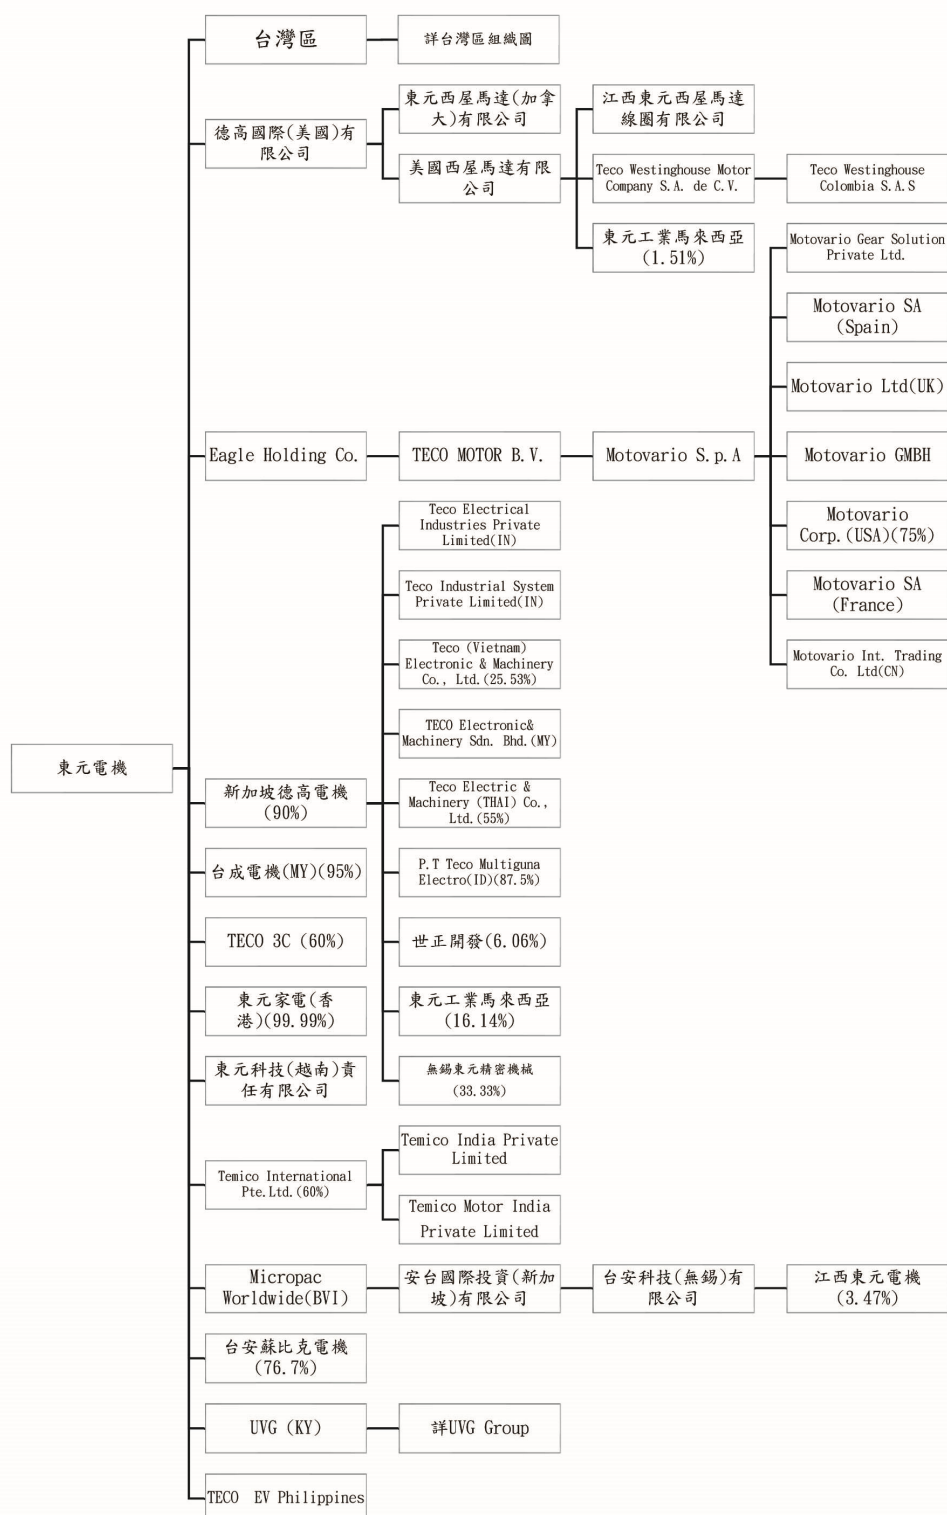 台灣區
詳台灣區組織圖
德高國際(美國)有
限公司
東元西屋馬達(加拿
大)有限公司
美國西屋馬達有限
公司
江西東元西屋馬達
線圈有限公司
Teco Westinghouse Motor
Company S.A. de C.V.
Teco Westinghouse
Colombia S.A.S
東元工業馬來西亞
(1.51%)
Eagle Holding Co.
TECO MOTOR B.V.
Motovario S.p.A
Motovario Gear Solution
Private Ltd.
Motovario SA
(Spain)
Motovario Ltd(UK)
Motovario GMBH
Motovario
Corp.(USA)(75%)
Motovario SA
(France)
Motovario Int. Trading
Co. Ltd(CN)
東元電機
新加坡德高電機
(90%)
Teco Electrical
Industries Private
Limited(IN)
Teco Industrial System
Private Limited(IN)
Teco (Vietnam)
Electronic & Machinery
Co., Ltd.(25.53%)
TECO Electronic&
Machinery Sdn. Bhd.(MY)
Teco Electric &
Machinery (THAI) Co.,
Ltd.(55%)
P.T Teco Multiguna
Electro(ID)(87.5%)
世正開發(6.06%)
東元工業馬來西亞
(16.14%)
無錫東元精密機械
(33.33%)
台成電機(MY)(95%)
TECO 3C (60%)
東元家電(香
港)(99.99%)
東元科技(越南)責
任有限公司
Temico International
Pte.Ltd.(60%)
Temico India Private
Limited
Temico Motor India
Private Limited
Micropac
Worldwide(BVI)
安台國際投資(新加
坡)有限公司
台安科技(無錫)有
限公司
江西東元電機
(3.47%)
台安蘇比克電機
(76.7%)
UVG (KY)
詳UVG Group
TECO EV Philippines